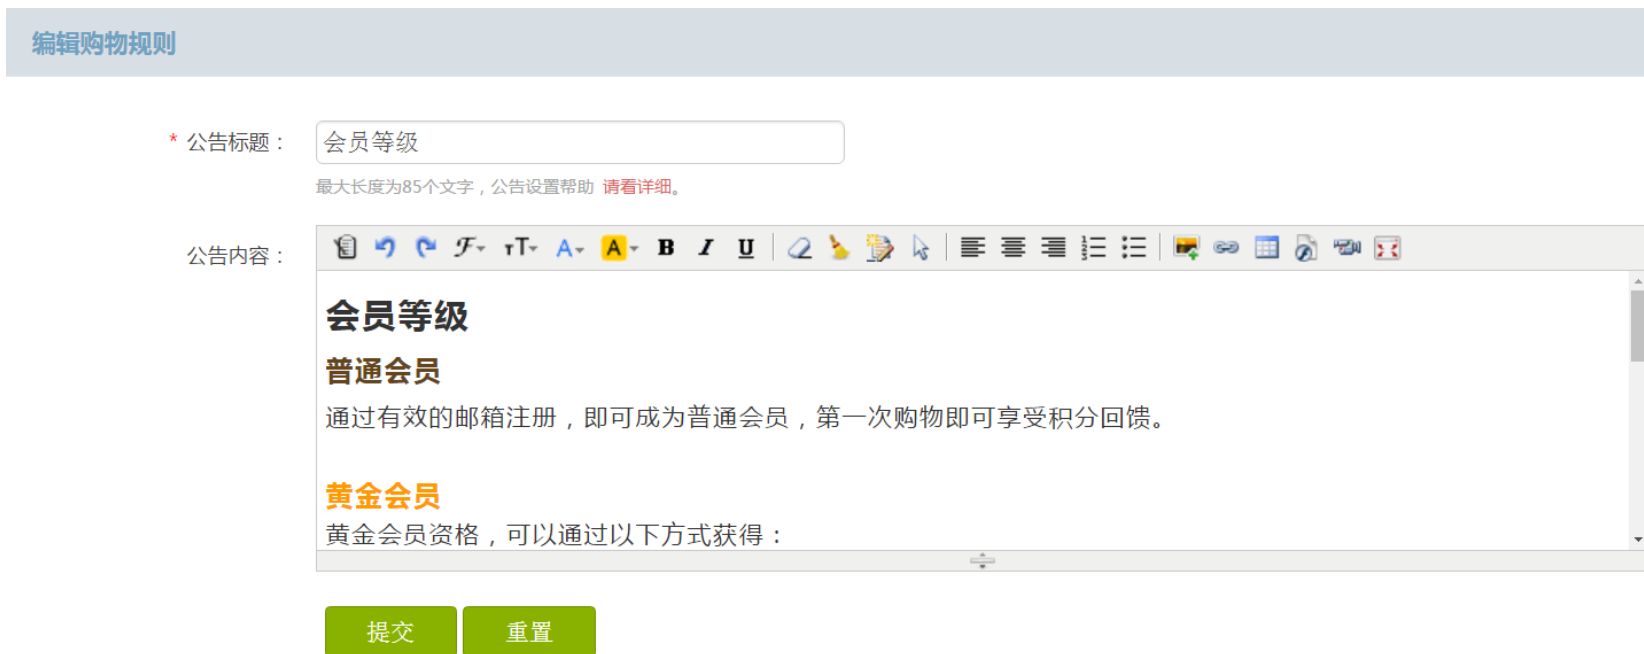 编辑购物规则
* 公告标题：
会员等级
最大长度为85个文字，公告设置帮助 请看详细。
公告内容：
会员等级
普通会员
通过有效的邮箱注册，即可成为普通会员，第一次购物即可享受积分回馈。
黄金会员
黄金会员资格，可以通过以下方式获得：
提交 重置